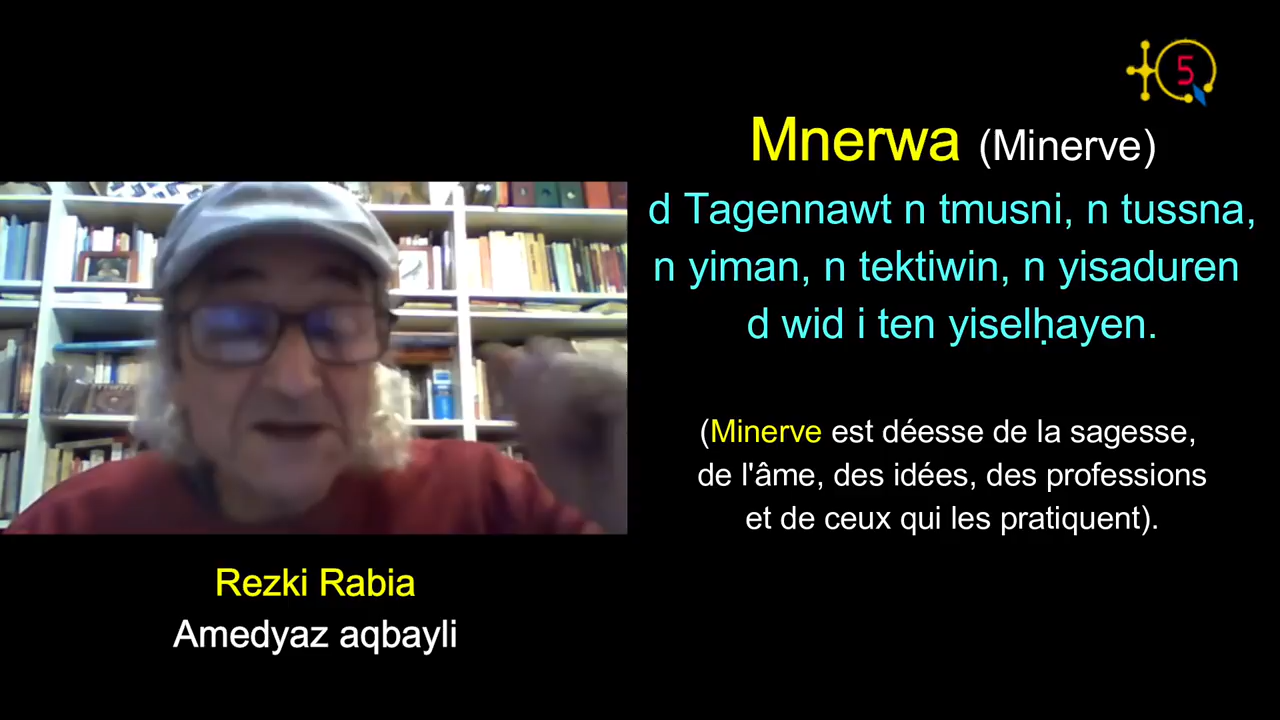 5
Mnerwa (Minerve)
d Tagennawt n tmusni, n tussna,
n yiman, n tektiwin, n yisaduren
d wid i ten yiselḥayen.
(Minerve est déesse de la sagesse,
de l'âme, des idées, des professions
et de ceux qui les pratiquent).
Rezki Rabia
Amedyaz aqbayli